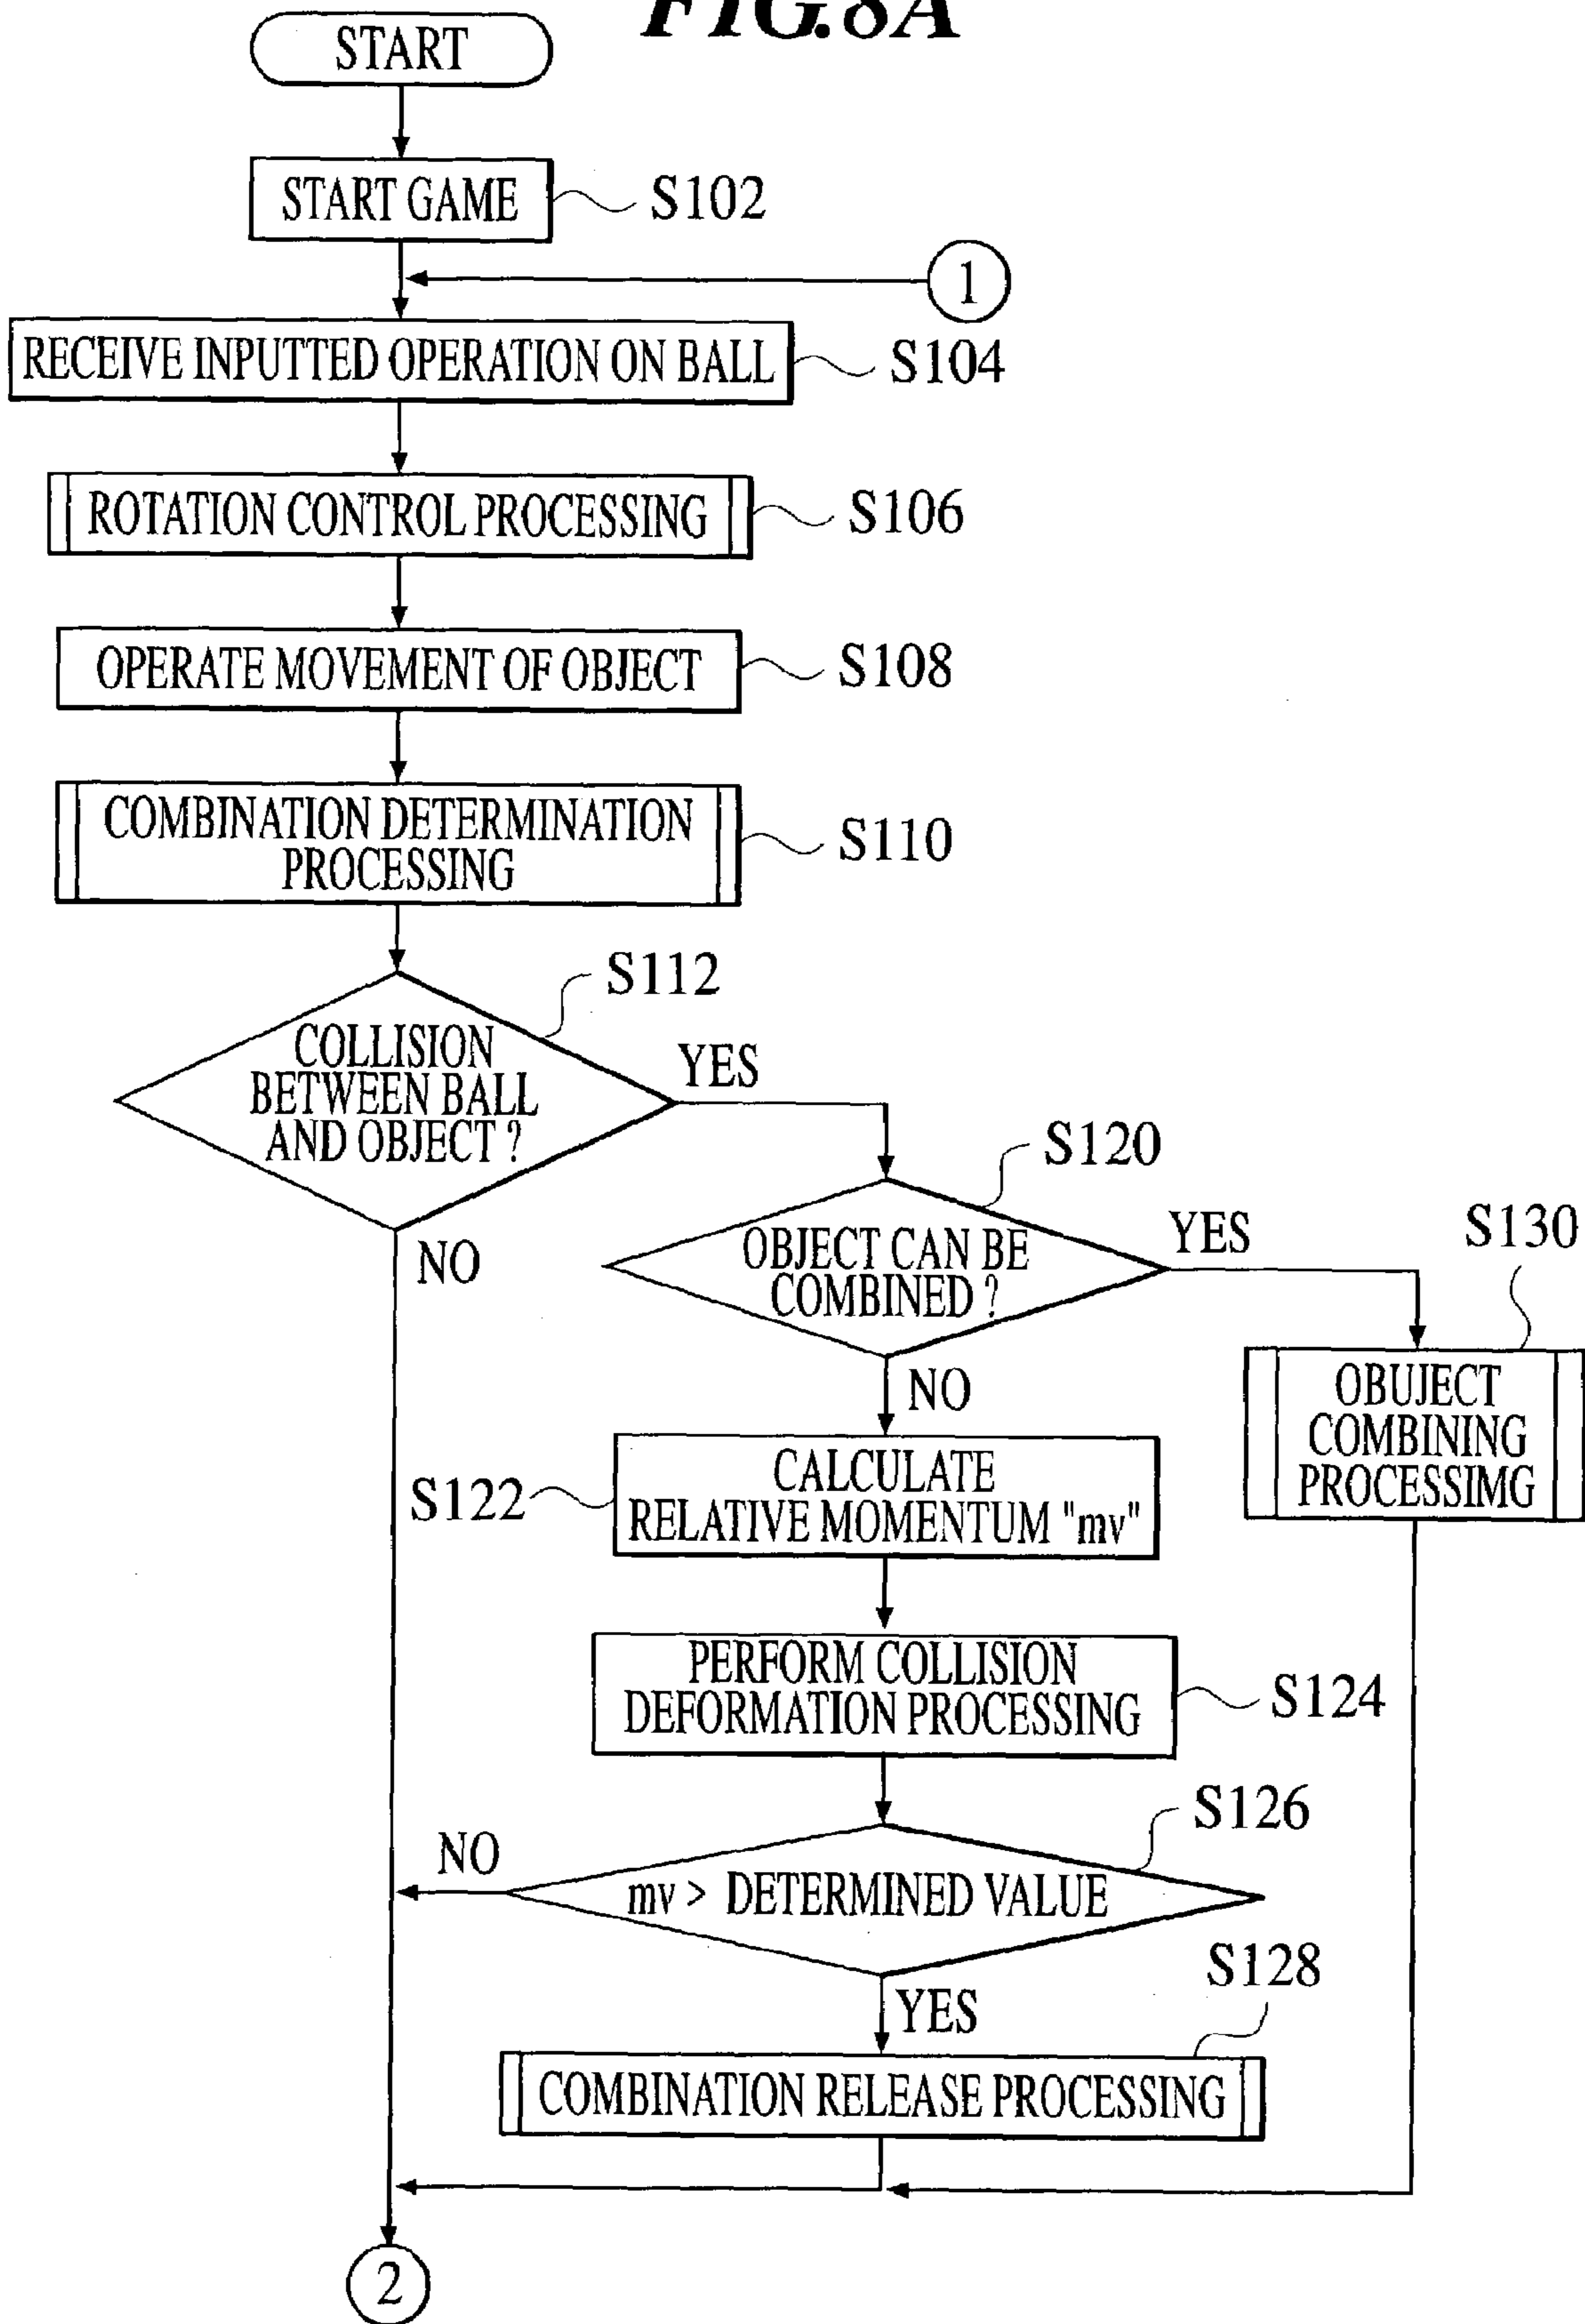 FIG.8A
START
START GAME
S102
1
RECEIVE INPUTTED OPERATION ON BALL
S104
ROTATION CONTROL PROCESSING
S106
OPERATE MOVEMENT OF OBJECT
S108
COMBINATION DETERMINATION
PROCESSING
S110
S112
COLLISION
BETWEEN BALL
AND OBJECT ?
YES
NO
S120
OBJECT CAN BE
COMBINED ?
YES
NO
S130
OBUJECT
COMBINING
PROCESSIMG
S122
CALCULATE
RELATIVE MOMENTUM "mv"
PERFORM COLLISION
DEFORMATION PROCESSING
S124
S126
NO
mv > DETERMINED VALUE
YES
S128
COMBINATION RELEASE PROCESSING
2